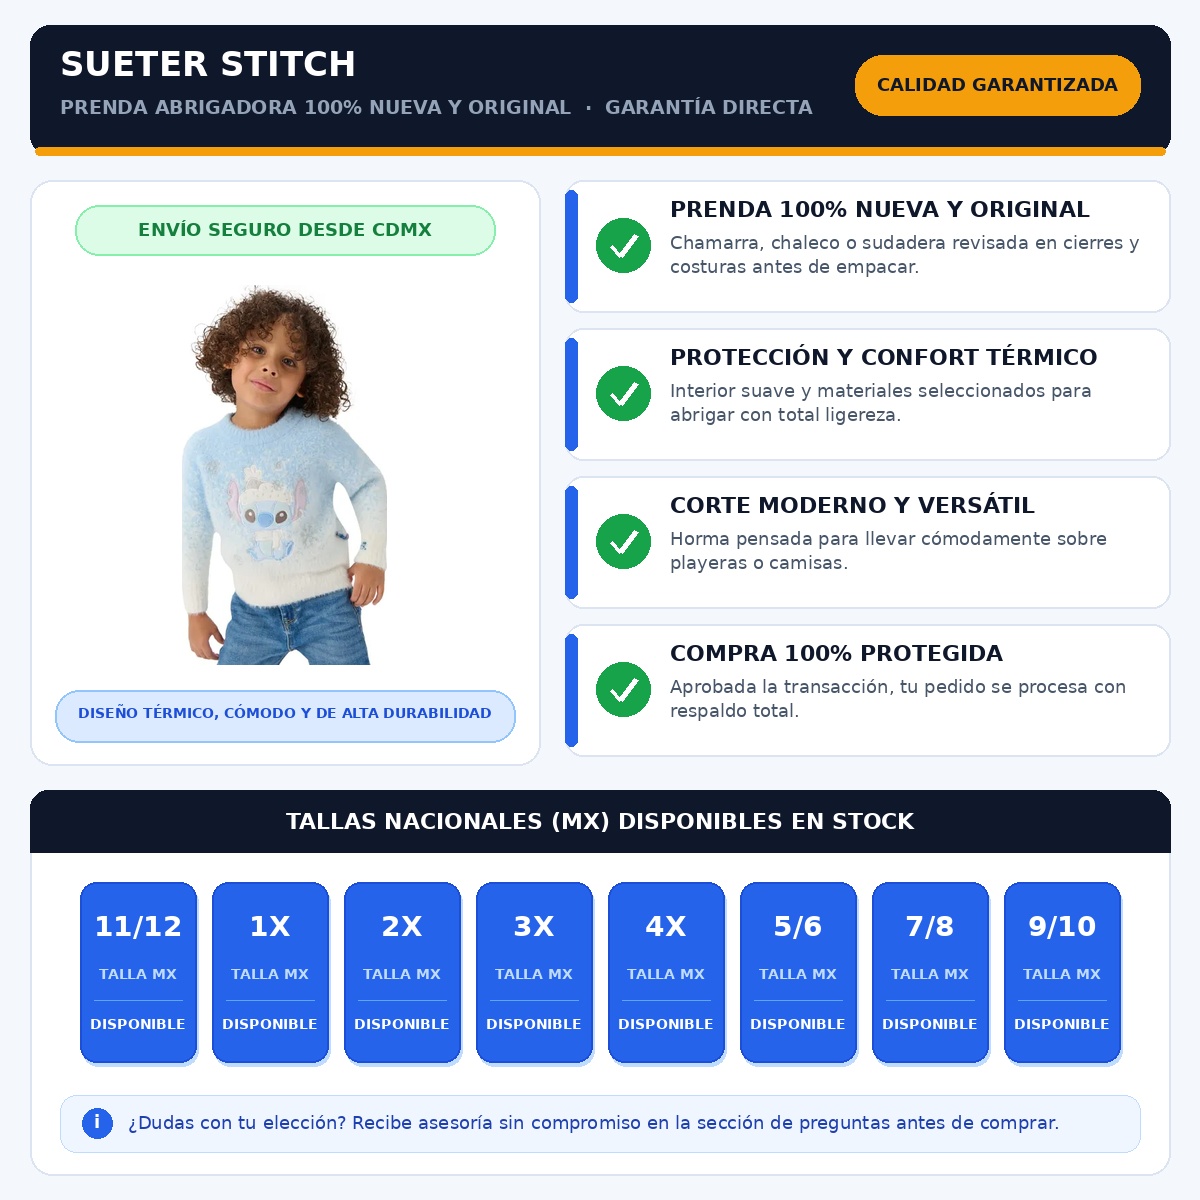 SUETER STITCH
PRENDA ABRIGADORA 100% NUEVA Y ORIGINAL · GARANTÍA DIRECTA
CALIDAD GARANTIZADA
ENVÍO SEGURO DESDE CDMX
DISEÑO TÉRMICO, CÓMODO Y DE ALTA DURABILIDAD
PRENDA 100% NUEVA Y ORIGINAL
Chamarra, chaleco o sudadera revisada en cierres y
costuras antes de empacar.
PROTECCIÓN Y CONFORT TÉRMICO
Interior suave y materiales seleccionados para
abrigar con total ligereza.
CORTE MODERNO Y VERSÁTIL
Horma pensada para llevar cómodamente sobre
playeras o camisas.
COMPRA 100% PROTEGIDA
Aprobada la transacción, tu pedido se procesa con
respaldo total.
TALLAS NACIONALES (MX) DISPONIBLES EN STOCK
11/12
TALLA MX
DISPONIBLE
1X
TALLA MX
DISPONIBLE
2X
TALLA MX
DISPONIBLE
3X
TALLA MX
DISPONIBLE
4X
TALLA MX
DISPONIBLE
5/6
TALLA MX
DISPONIBLE
7/8
TALLA MX
DISPONIBLE
9/10
TALLA MX
DISPONIBLE
i
¿Dudas con tu elección? Recibe asesoría sin compromiso en la sección de preguntas antes de comprar.